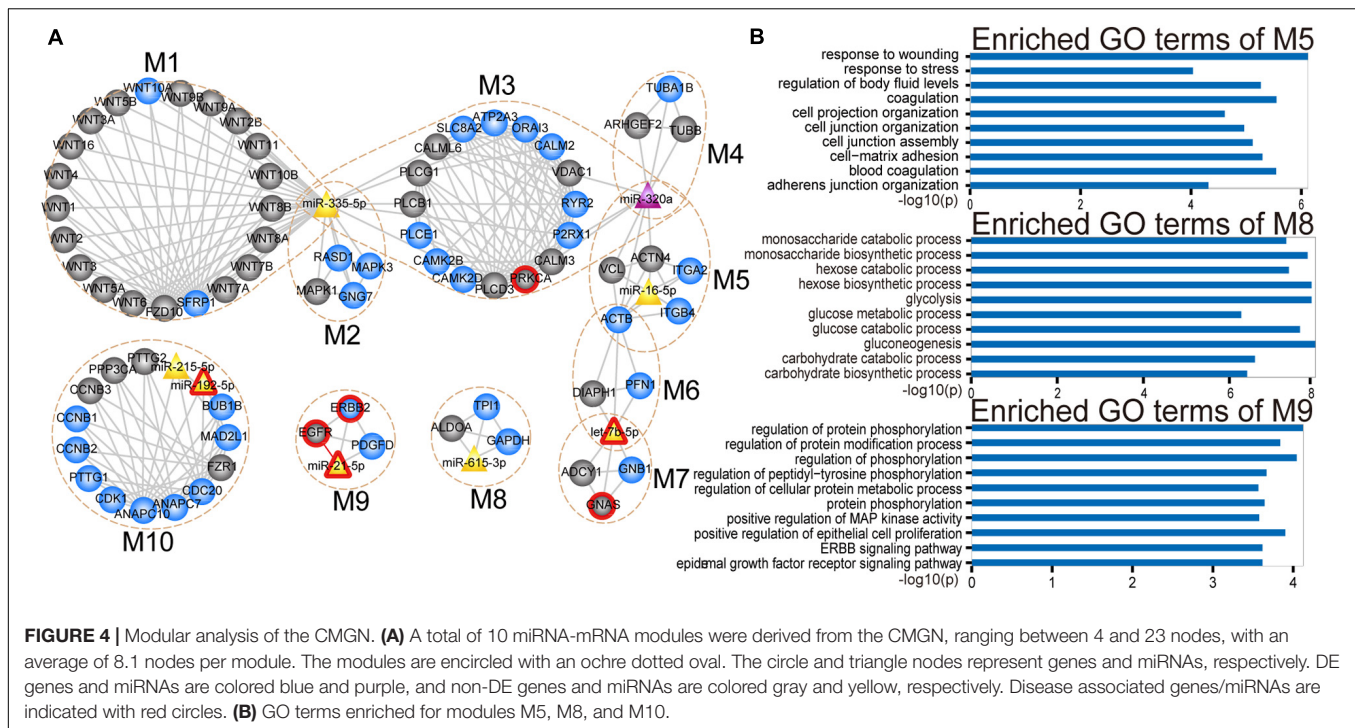 A
M1
WNT10A
WNT9B
WNT5B
WNT9A
WNT3A
WNT2B
WNT16
WNT11
WNT4
WNT10B
WNT1
WNT8B
WNT2
WNT8A
WNT3
WNT7B
WNT5A
WNT7A
WNT6
SFRP1
FZD10
miR-335-5p
RASD1
MAPK3
MAPK1
GNG7
M2
M3
ATP2A3
SLC8A2
ORAI3
CALML6
CALM2
PLCG1
VDAC1
PLCB1
RYR2
PLCE1
P2RX1
CAMK2B
CALM3
CAMK2D
PRKCA
PLCD3
TUBA1B
ARHGEF2
TUBB
M4
miR-320a
ACTN4
VCL
ITGA2
M5
miR-16-5p
ACTB
ITGB4
M6
DIAPH1
PFN1
let-7b-5p
ADCY1
GNB1
M7
GNAS
PTTG2
miR-215-5p
PPP3CA
miR-192-5p
CCNB3
BUB1B
CCNB1
MAD2L1
CCNB2
FZR1
PTTG1
CDC20
CDK1
ANAPC7
ANAPC10
M10
ERBB2
EGFR
PDGFD
miR-21-5p
M9
TPI1
ALDOA
GAPDH
miR-615-3p
M8
B
Enriched GO terms of M5
response to wounding
response to stress
regulation of body fluid levels
coagulation
cell projection organization
cell junction organization
cell junction assembly
cell−matrix adhesion
blood coagulation
adherens junction organization
-log10(p)
0 2 4 6
Enriched GO terms of M8
monosaccharide catabolic process
monosaccharide biosynthetic process
hexose catabolic process
hexose biosynthetic process
glycolysis
glucose metabolic process
glucose catabolic process
gluconeogenesis
carbohydrate catabolic process
carbohydrate biosynthetic process
-log10(p)
0 2 4 6 8
Enriched GO terms of M9
regulation of protein phosphorylation
regulation of protein modification process
regulation of phosphorylation
regulation of peptidyl−tyrosine phosphorylation
regulation of cellular protein metabolic process
protein phosphorylation
positive regulation of MAP kinase activity
positive regulation of epithelial cell proliferation
ERBB signaling pathway
epidermal growth factor receptor signaling pathway
-log10(p)
0 1 2 3 4
FIGURE 4 | Modular analysis of the CMGN. (A) A total of 10 miRNA-mRNA modules were derived from the CMGN, ranging between 4 and 23 nodes, with an
average of 8.1 nodes per module. The modules are encircled with an ochre dotted oval. The circle and triangle nodes represent genes and miRNAs, respectively. DE
genes and miRNAs are colored blue and purple, and non-DE genes and miRNAs are colored gray and yellow, respectively. Disease associated genes/miRNAs are
indicated with red circles. (B) GO terms enriched for modules M5, M8, and M10.